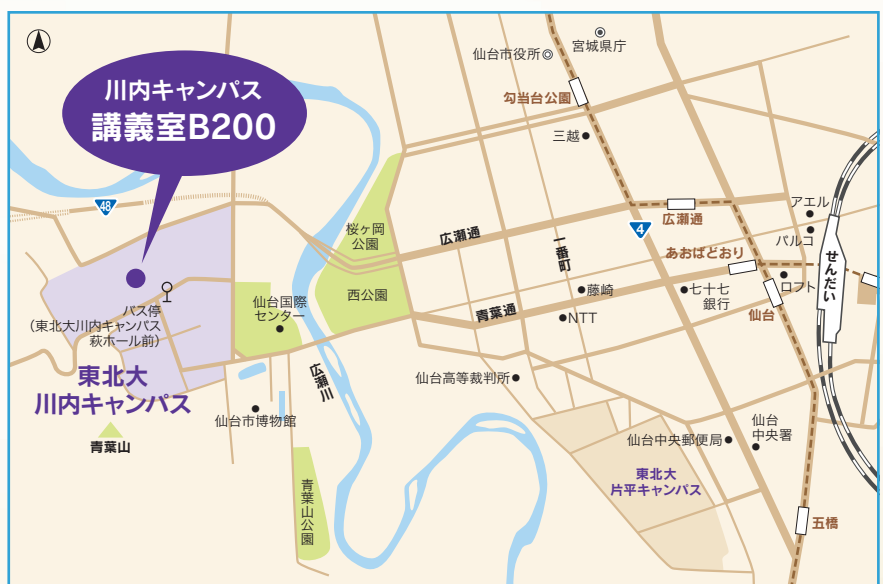 川内キャンパス
講義室B200
仙台市役所
宮城県庁
勾当台公園
三越
48
桜ヶ岡
公園
広瀬通
一番町
4
広瀬通
アエル
パルコ
あおばどおり
せんだい
バス停
(東北大川内キャンパス
萩ホール前)
仙台国際
センター
西公園
青葉通
藤崎
NTT
七十七
銀行
ロフト
仙台
東北大
川内キャンパス
広瀬川
仙台高等裁判所
仙台市博物館
青葉山
仙台中央郵便局
仙台
中央署
東北大
片平キャンパス
青葉山公園
五橋